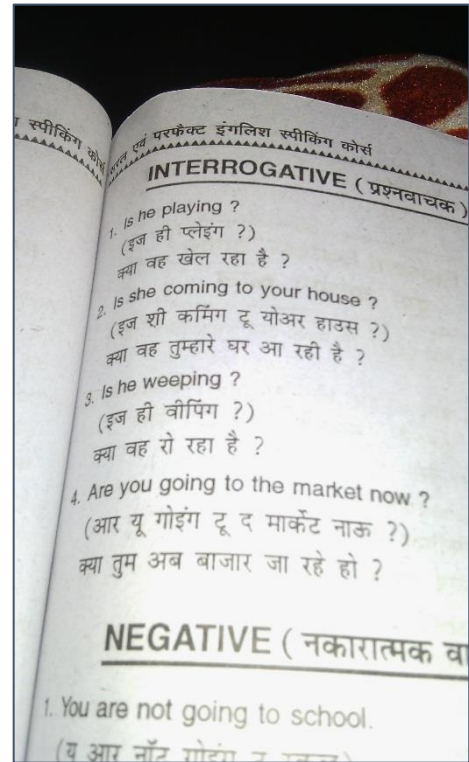 स्पीकिंग कोर्स
सरल एवं परफैक्ट इंगलिश स्पीकिंग कोर्स
INTERROGATIVE ( प्रश्नवाचक )
1. Is he playing ?
(इज ही प्लेइंग ?)
क्या वह खेल रहा है ?
2. Is she coming to your house ?
(इज शी कमिंग टू योअर हाउस ?)
क्या वह तुम्हारे घर आ रही है ?
3. Is he weeping ?
(इज ही वीपिंग ?)
क्या वह रो रहा है ?
4. Are you going to the market now ?
(आर यू गोइंग टू द मार्केट नाऊ ?)
क्या तुम अब बाजार जा रहे हो ?
NEGATIVE ( नकारात्मक
1. You are not going to school.
(यू आर नॉट गोइंग टू स्कूल)